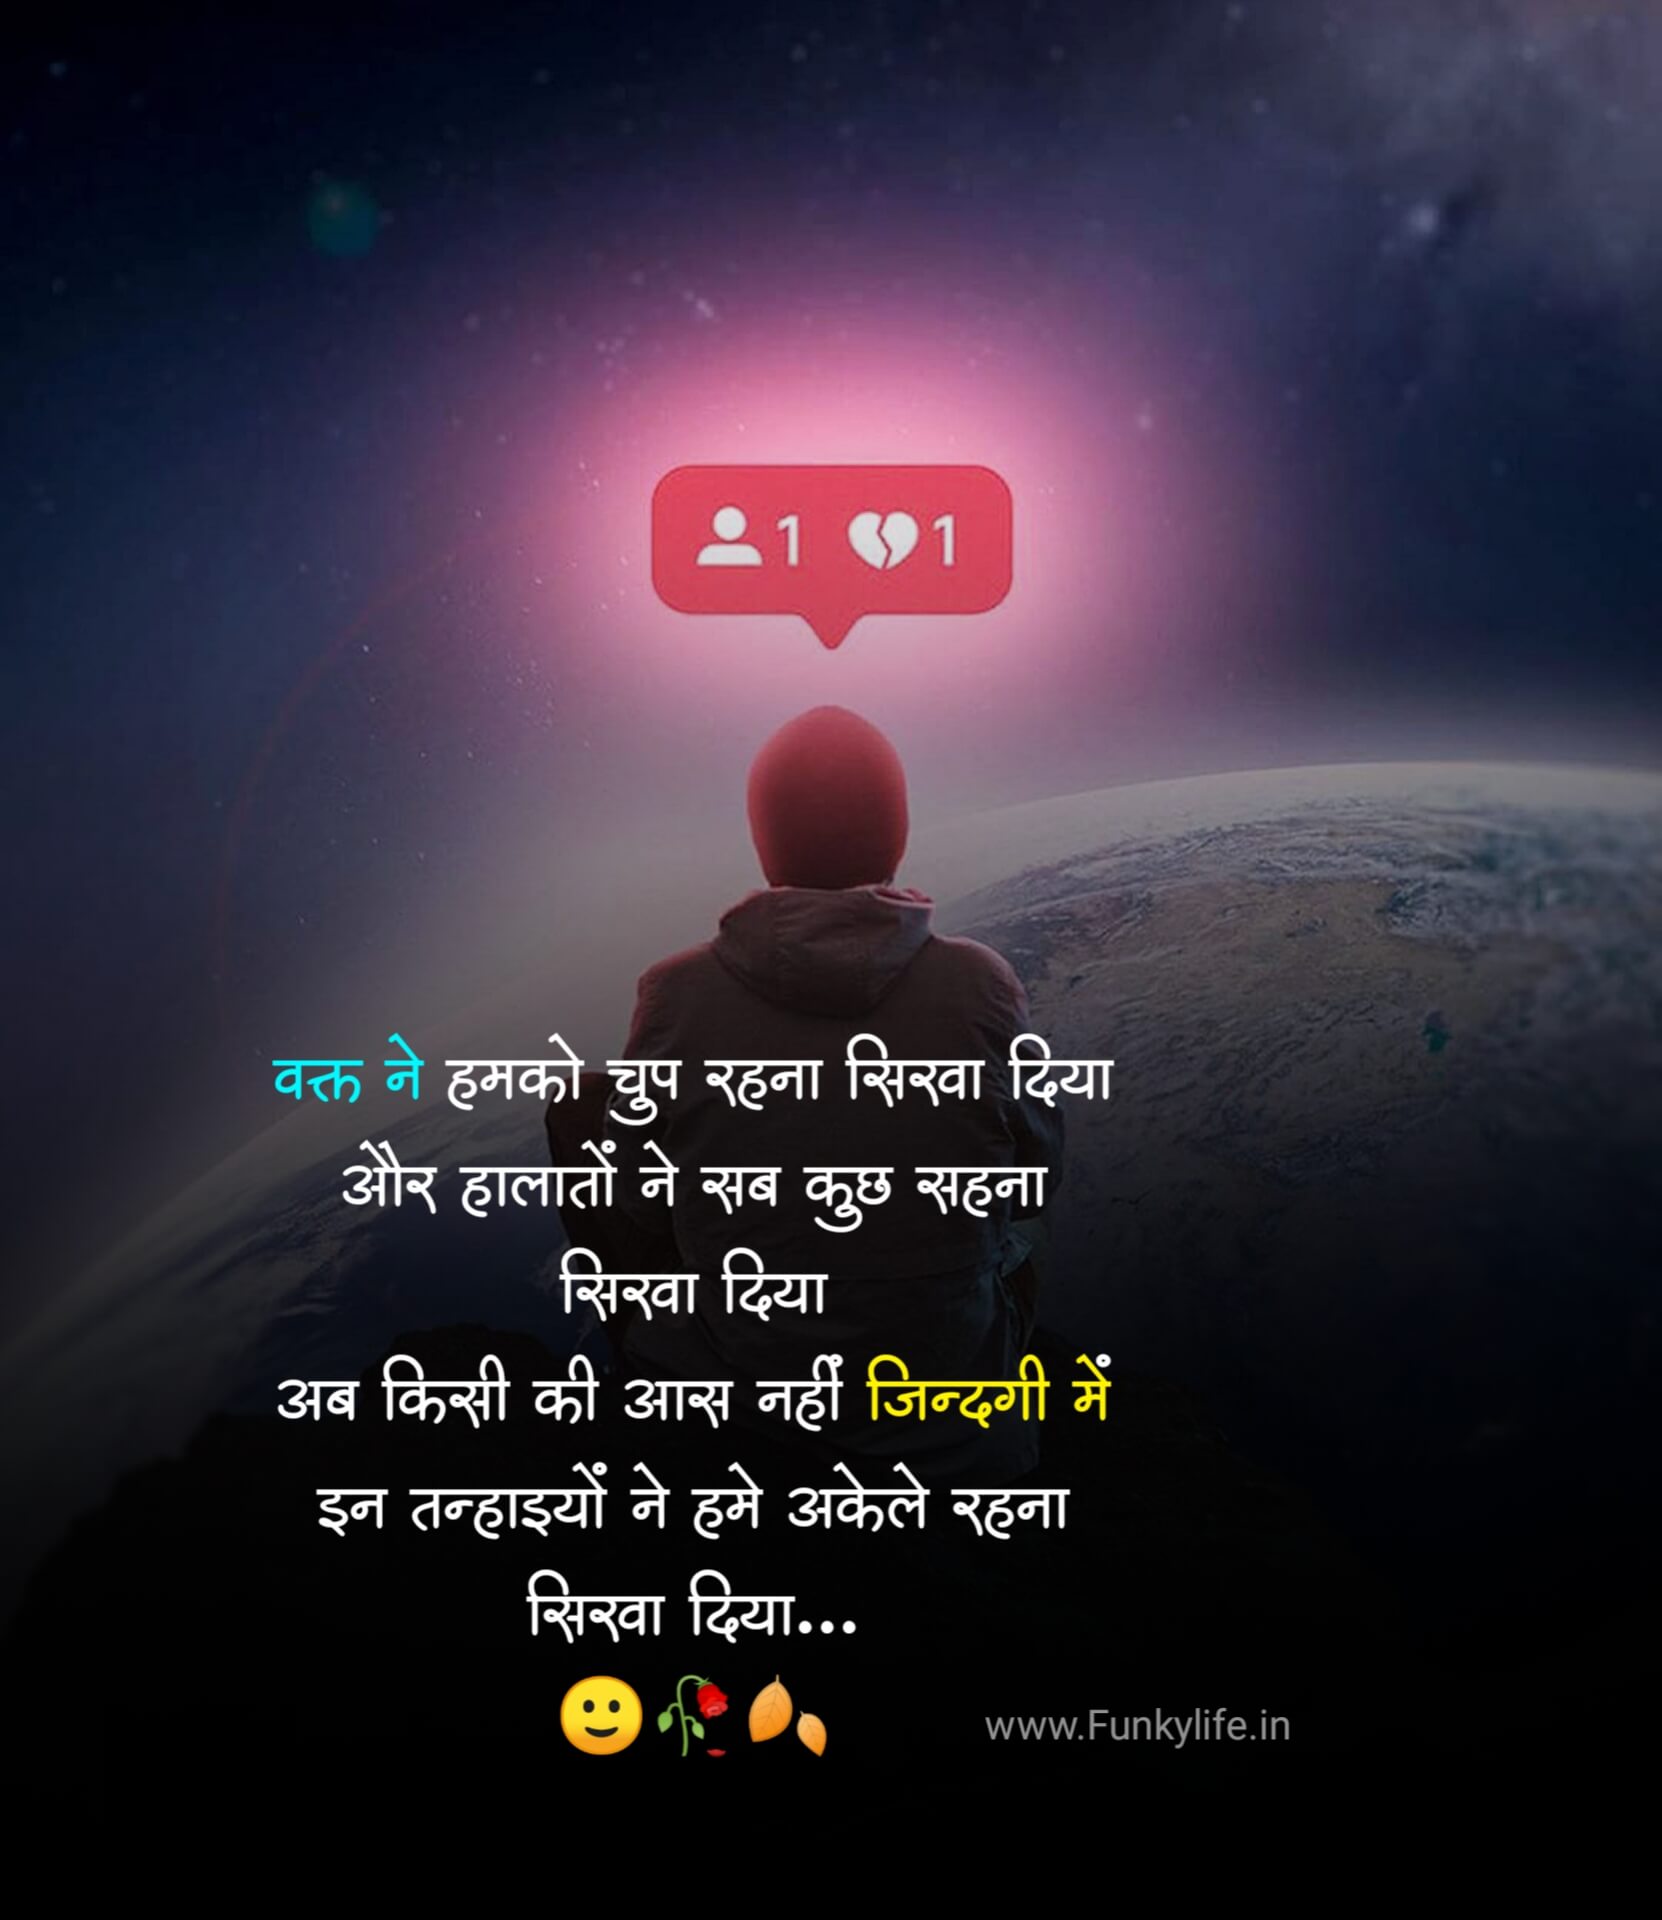 1 1
वक्त ने हमको चुप रहना सिखा दिया
और हालातों ने सब कुछ सहना
सिखा दिया
अब किसी की आस नहीं जिन्दगी में
इन तन्हाइयों ने हमे अकेले रहना
सिखा दिया...
🙂🥀🍂
www.Funkylife.in